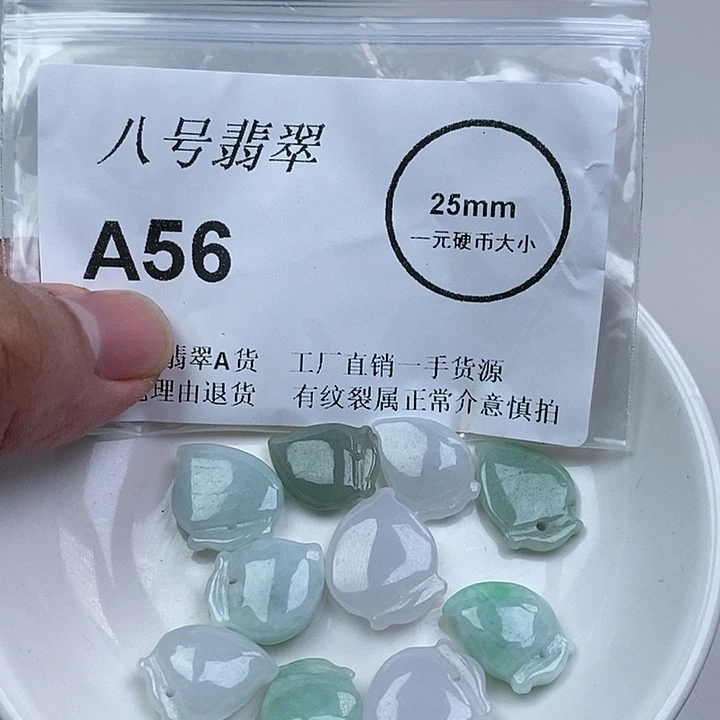 八号翡翠
25mm
一元硬币大小
A56
翡翠A货 工厂直销一手货源
理由退货 有纹裂属正常介意慎拍